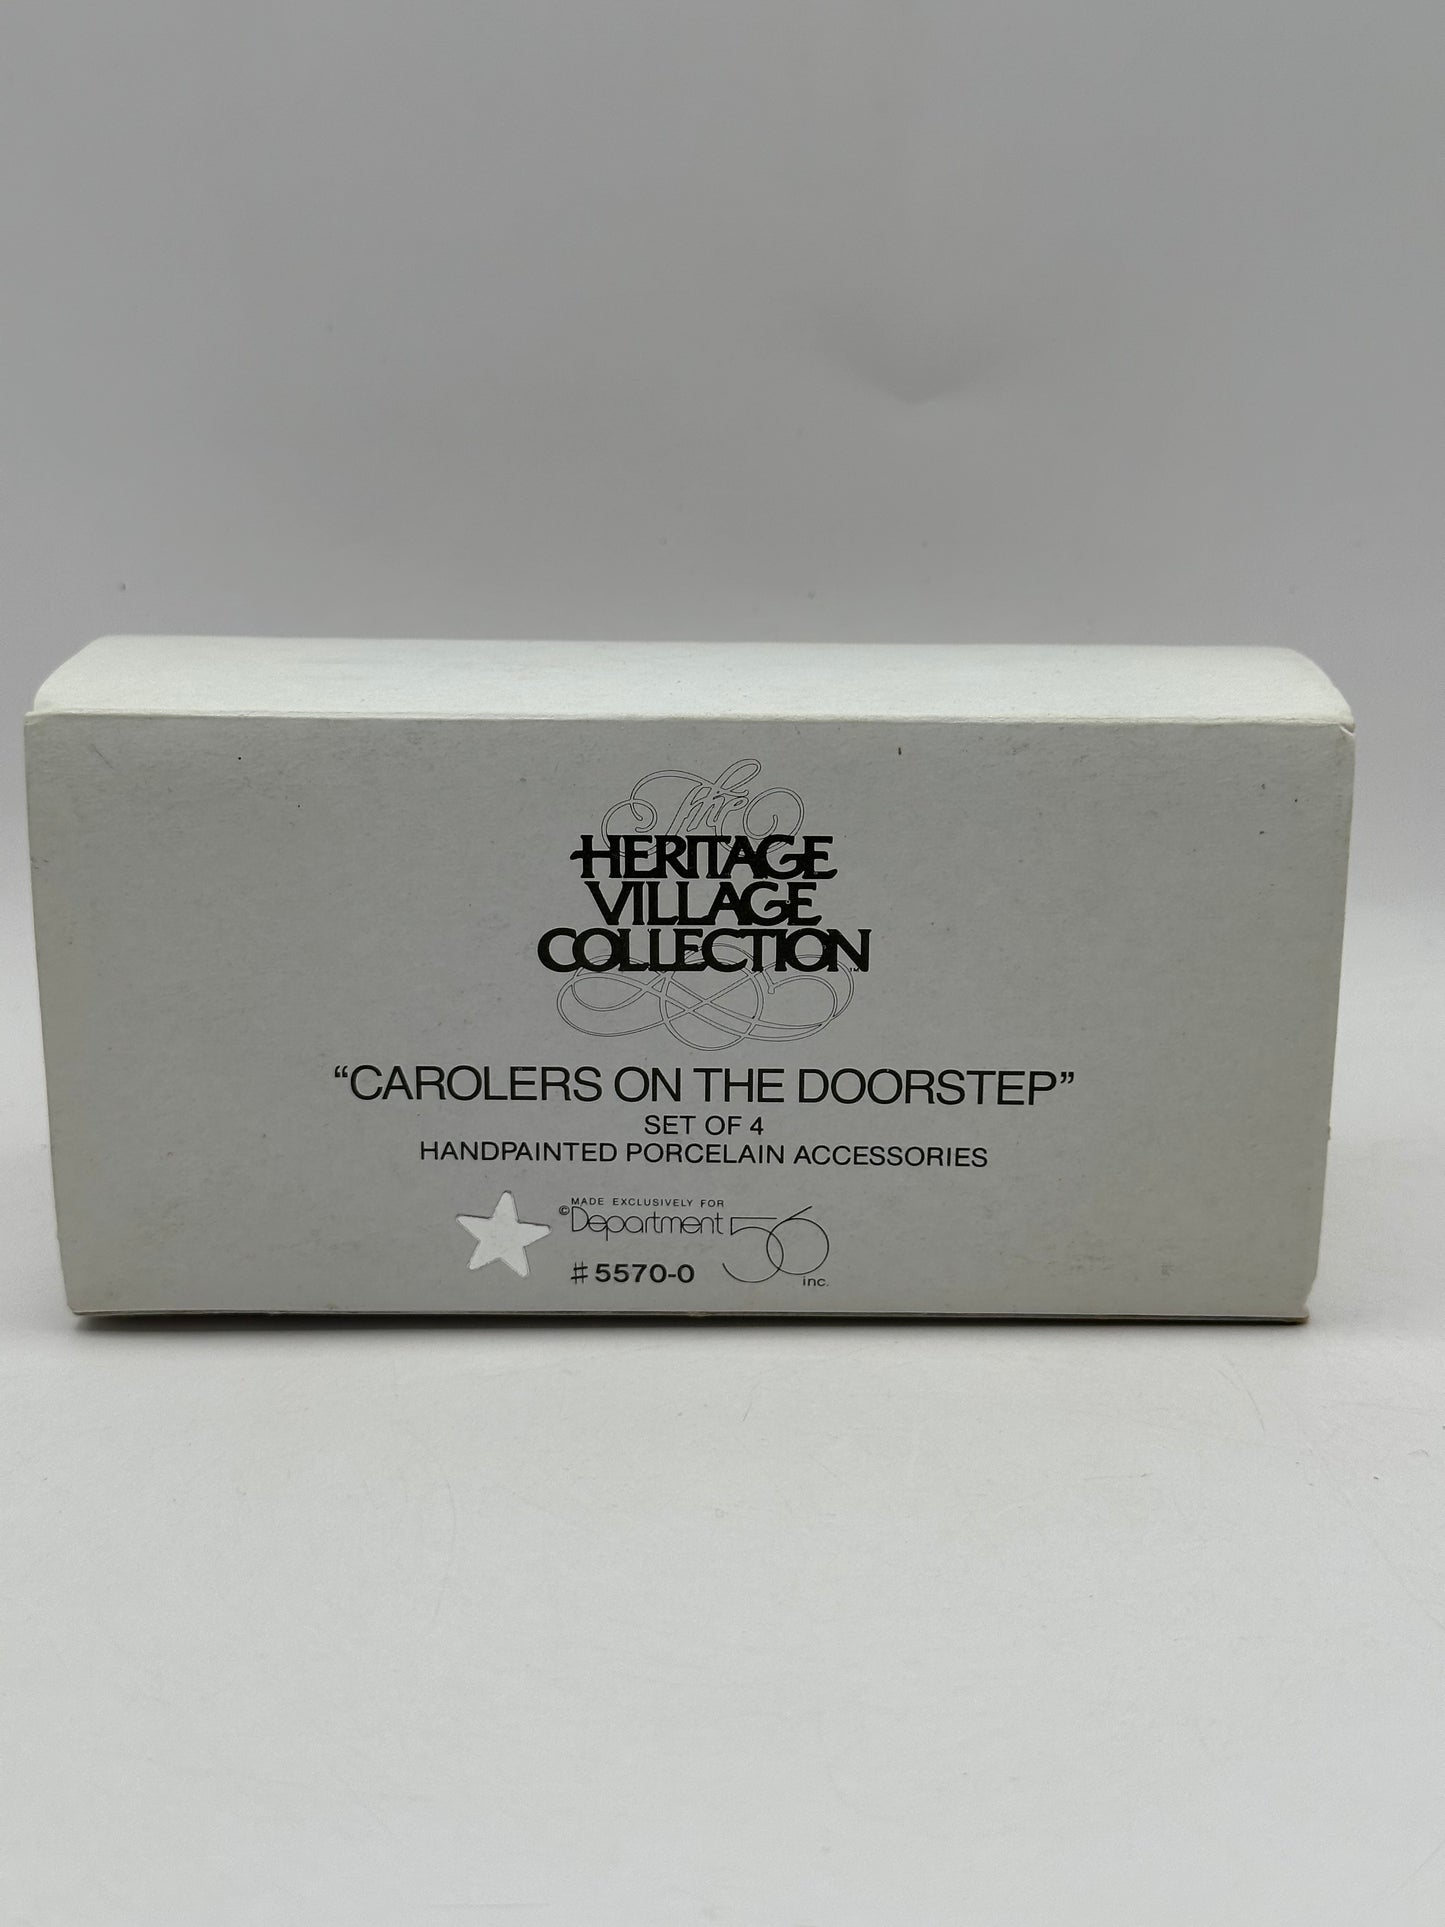 The
HERITAGE
VILLAGE
COLLECTION™
“CAROLERS ON THE DOORSTEP”
SET OF 4
HANDPAINTED PORCELAIN ACCESSORIES
MADE EXCLUSIVELY FOR
©Department 56 inc.
#5570-0